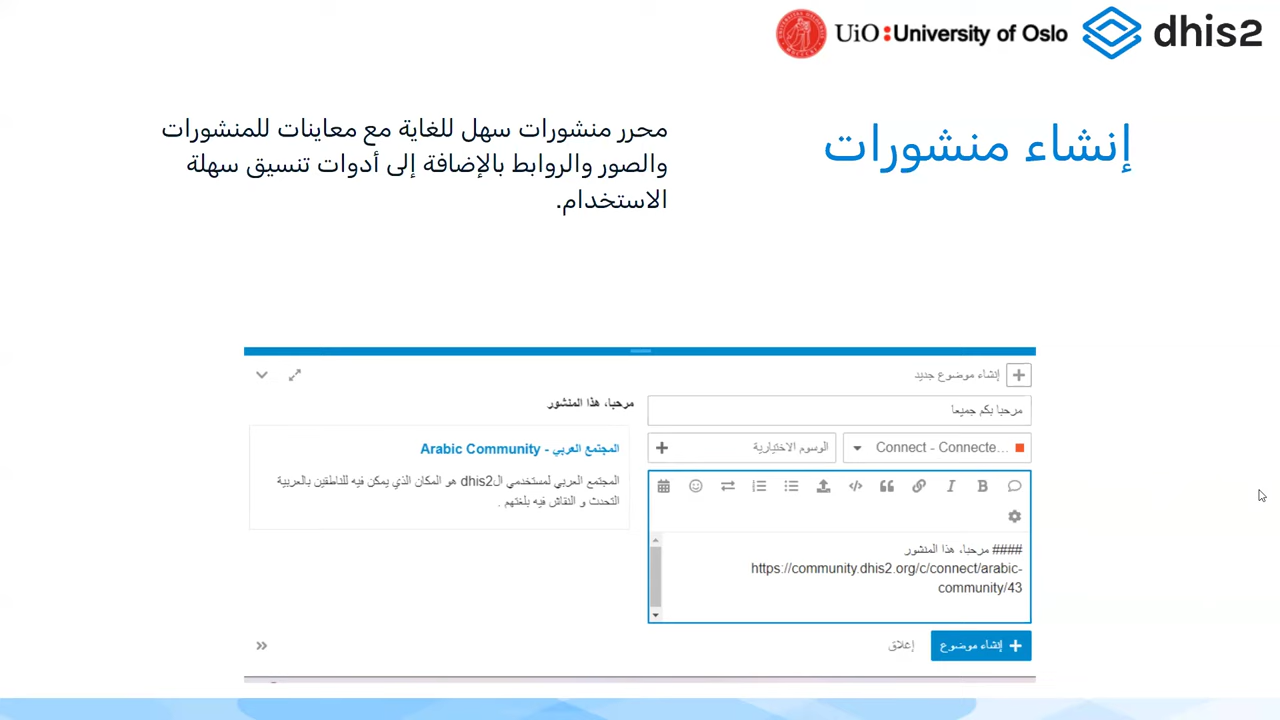 UiO : University of Oslo
dhis2
إنشاء منشورات
محرر منشورات سهل للغاية مع معاينات للمنشورات
والصور والروابط بالإضافة إلى أدوات تنسيق سهلة
الاستخدام.
إنشاء موضوع جديد
مرحبا بكم جميعا
Connect - Connecte...
الوسوم الاختيارية
#### مرحبا، هذا المنشور
https://community.dhis2.org/c/connect/arabic-
community/43
إنشاء موضوع
إغلاق
مرحبا، هذا المنشور
المجتمع العربي - Arabic Community
المجتمع العربي لمستخدمي الdhis2 هو المكان الذي يمكن فيه للناطقين بالعربية
التحدث و النقاش فيه بلغتهم .